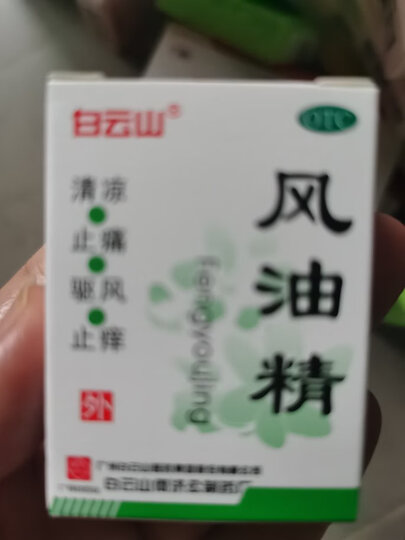 白云山®
OTC
清凉
止痛
驱风
止痒
风油精
Fengyoujing
外
白云山何济公制药厂